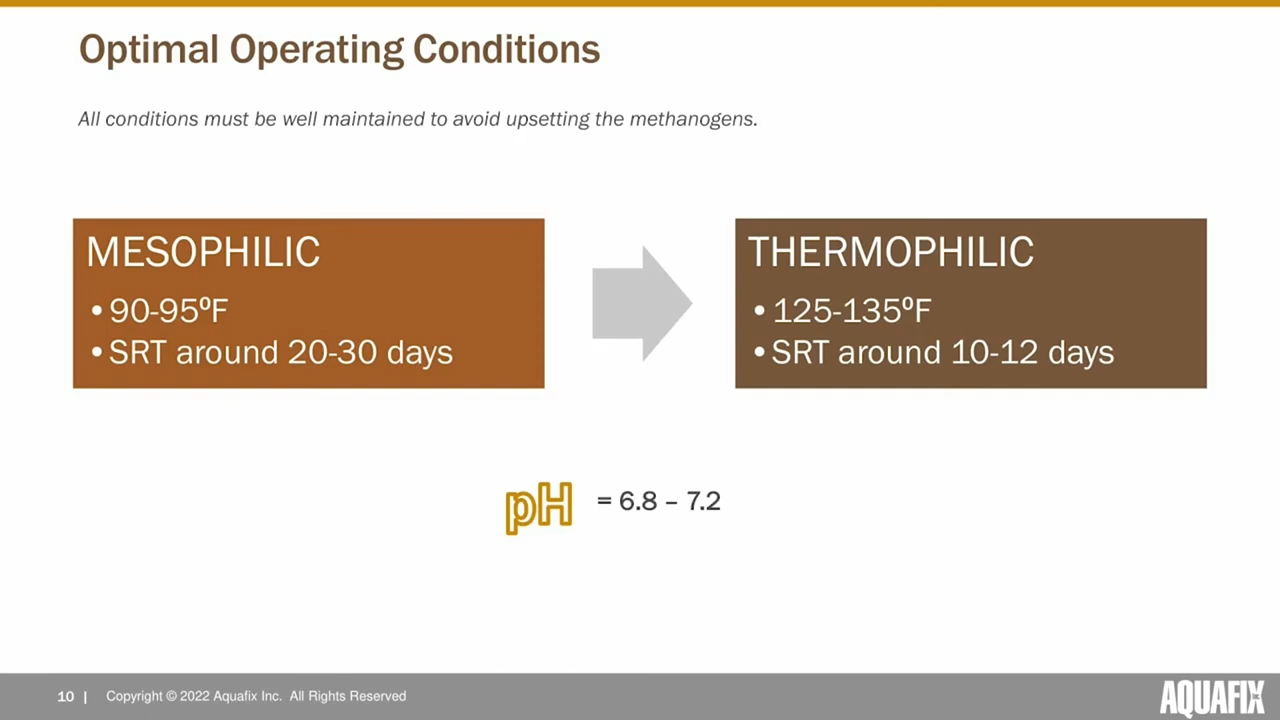 Optimal Operating Conditions
All conditions must be well maintained to avoid upsetting the methanogens.
MESOPHILIC
• 90-95ºF
• SRT around 20-30 days
THERMOPHILIC
• 125-135ºF
• SRT around 10-12 days
pH = 6.8 – 7.2
10 | Copyright © 2022 Aquafix Inc. All Rights Reserved
AQUAFIX INC.